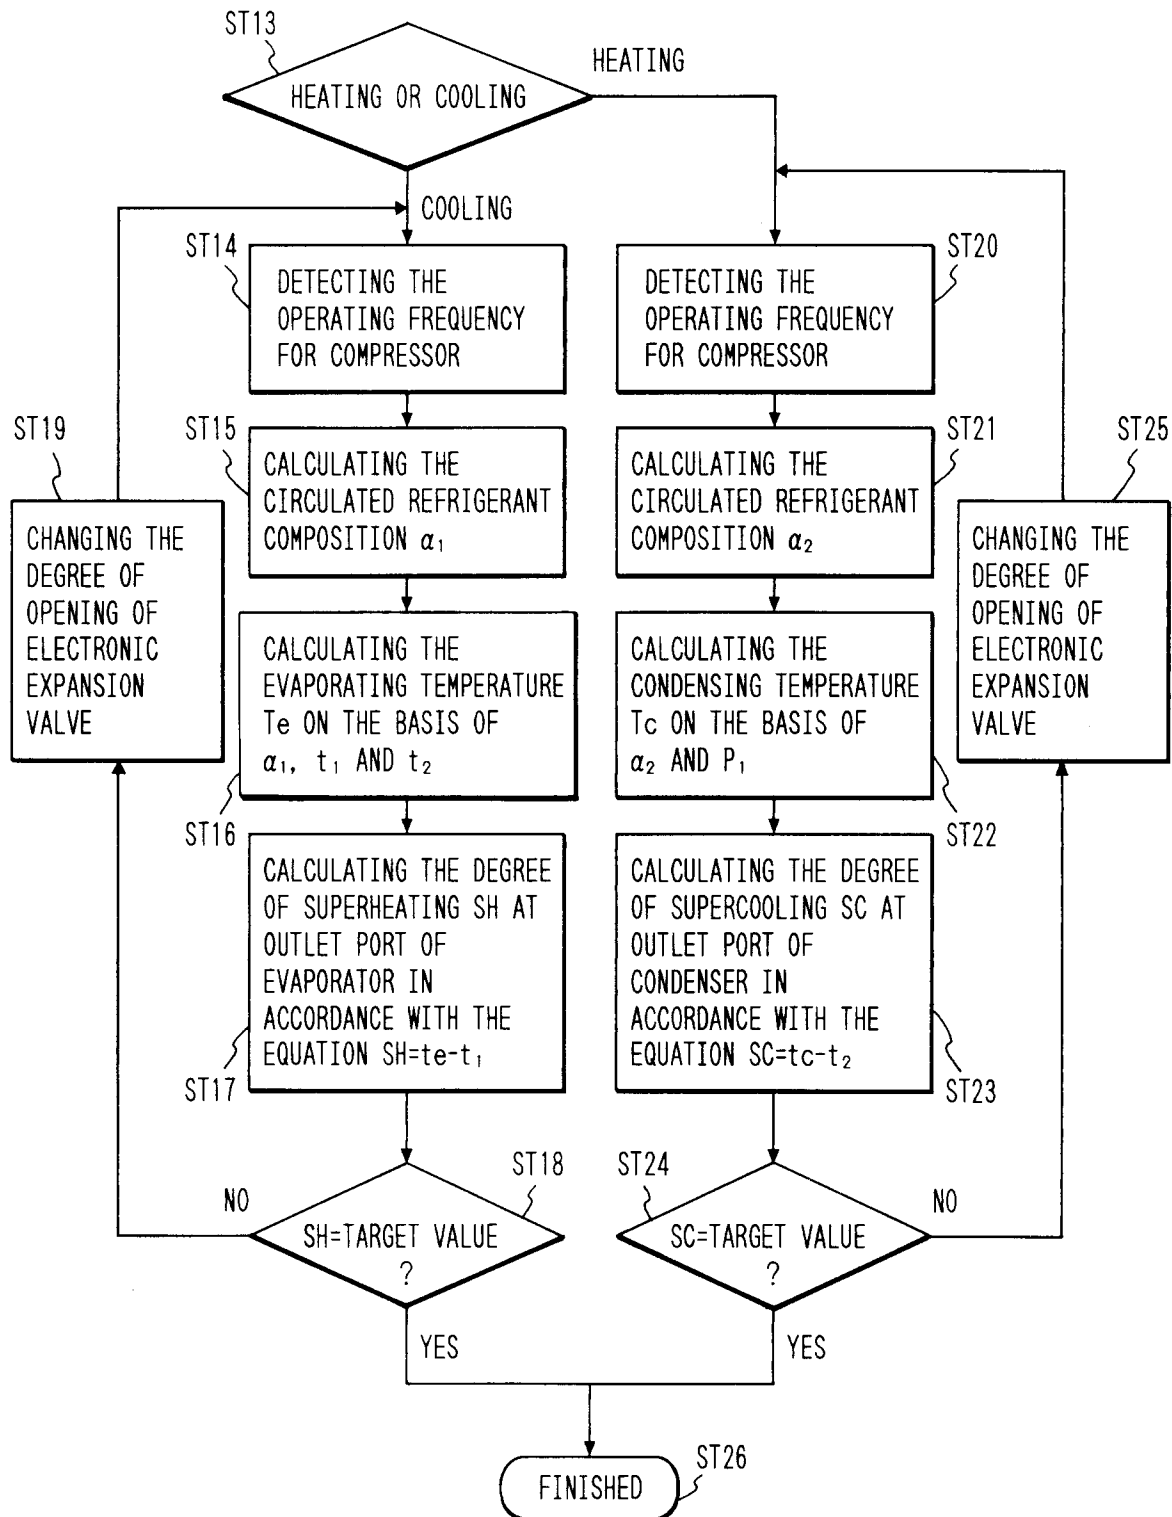 ST13
HEATING OR COOLING
HEATING
COOLING
ST14
DETECTING THE
OPERATING FREQUENCY
FOR COMPRESSOR
ST20
DETECTING THE
OPERATING FREQUENCY
FOR COMPRESSOR
ST15
CALCULATING THE
CIRCULATED REFRIGERANT
COMPOSITION α₁
ST21
CALCULATING THE
CIRCULATED REFRIGERANT
COMPOSITION α₂
ST19
CHANGING THE
DEGREE OF
OPENING OF
ELECTRONIC
EXPANSION
VALVE
ST25
CHANGING THE
DEGREE OF
OPENING OF
ELECTRONIC
EXPANSION
VALVE
CALCULATING THE
EVAPORATING TEMPERATURE
Te ON THE BASIS OF
α₁, t₁ AND t₂
ST16
CALCULATING THE
CONDENSING TEMPERATURE
Tc ON THE BASIS OF
α₂ AND P₁
ST22
CALCULATING THE DEGREE
OF SUPERHEATING SH AT
OUTLET PORT OF
EVAPORATOR IN
ACCORDANCE WITH THE
EQUATION SH=te-t₁
ST17
CALCULATING THE DEGREE
OF SUPERCOOLING SC AT
OUTLET PORT OF
CONDENSER IN
ACCORDANCE WITH THE
EQUATION SC=tc-t₂
ST23
ST18
NO
SH=TARGET VALUE
?
YES
ST24
SC=TARGET VALUE
?
NO
YES
FINISHED
ST26